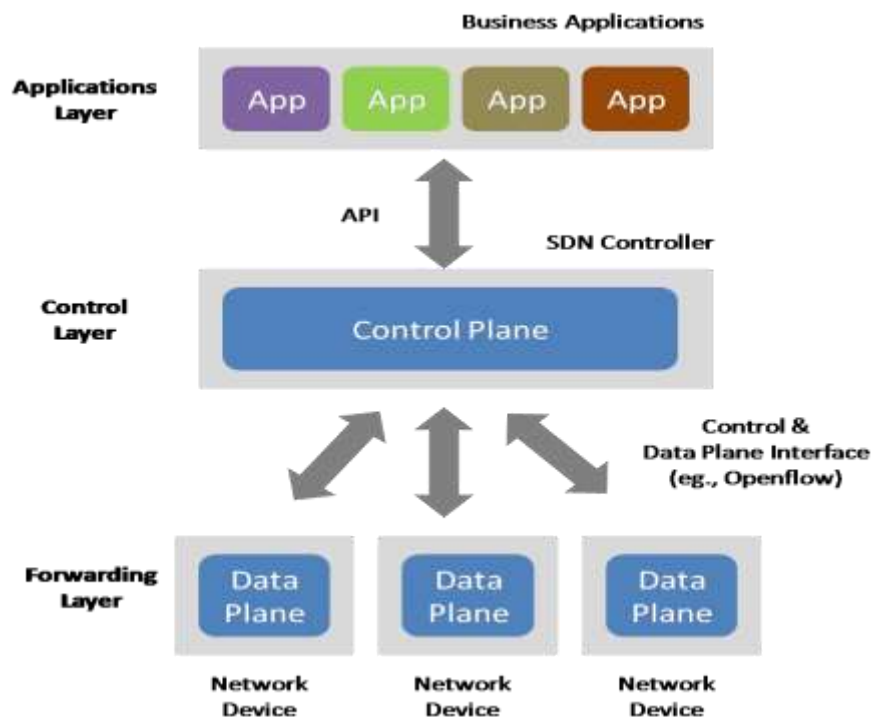 Business Applications
Applications
Layer
App App App App
API
SDN Controller
Control
Layer
Control Plane
Control &
Data Plane Interface
(eg., Openflow)
Forwarding
Layer
Data Data Data
Plane Plane Plane
Network Network Network
Device Device Device